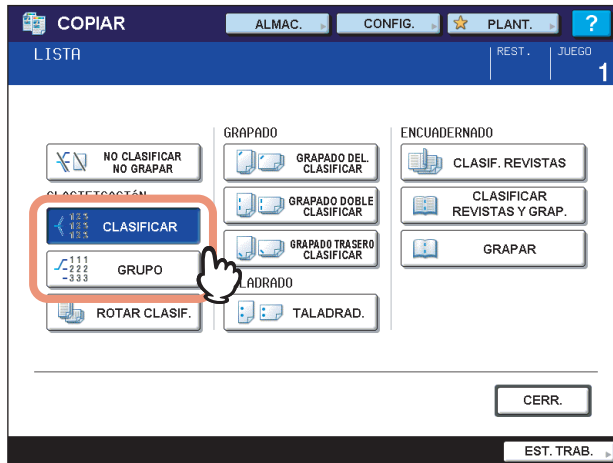 COPIAR
ALMAC.
CONFIG.
PLANT.
?
LISTA
REST.
JUEGO
1
NO CLASIFICAR
NO GRAPAR
CLASIFICACIÓN
CLASIFICAR
GRUPO
ROTAR CLASIF.
GRAPADO
GRAPADO DEL.
CLASIFICAR
GRAPADO DOBLE
CLASIFICAR
GRAPADO TRASERO
CLASIFICAR
LADRADO
TALADRAD.
ENCUADERNADO
CLASIF. REVISTAS
CLASIFICAR
REVISTAS Y GRAP.
GRAPAR
CERR.
EST. TRAB.